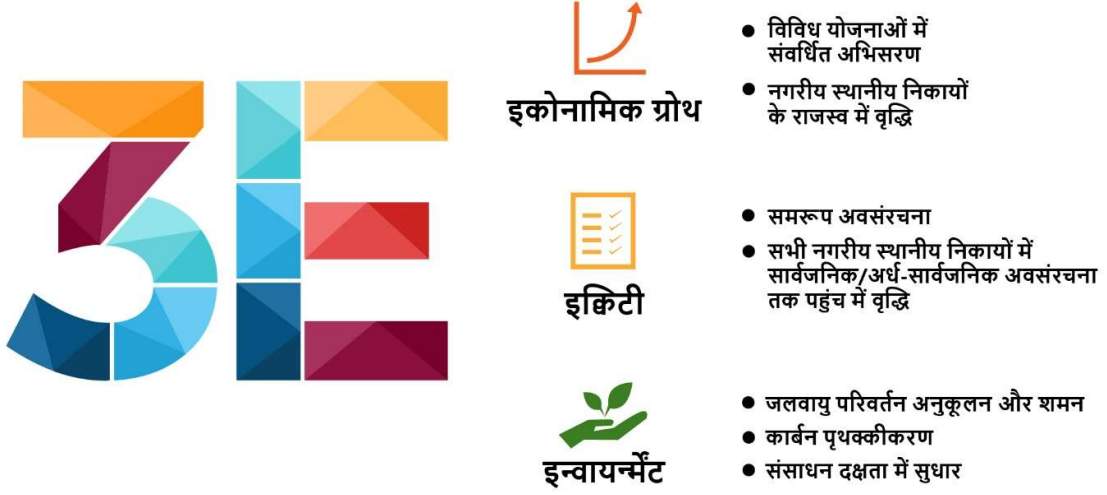 3E
इकोनामिक ग्रोथ
● विविध योजनाओं में
संवर्धित अभिसरण
● नगरीय स्थानीय निकायों
के राजस्व में वृद्धि
इक्विटी
● समरूप अवसंरचना
● सभी नगरीय स्थानीय निकायों में
सार्वजनिक/अर्ध-सार्वजनिक अवसंरचना
तक पहुंच में वृद्धि
इन्वायर्न्मेंट
● जलवायु परिवर्तन अनुकूलन और शमन
● कार्बन पृथक्कीकरण
● संसाधन दक्षता में सुधार